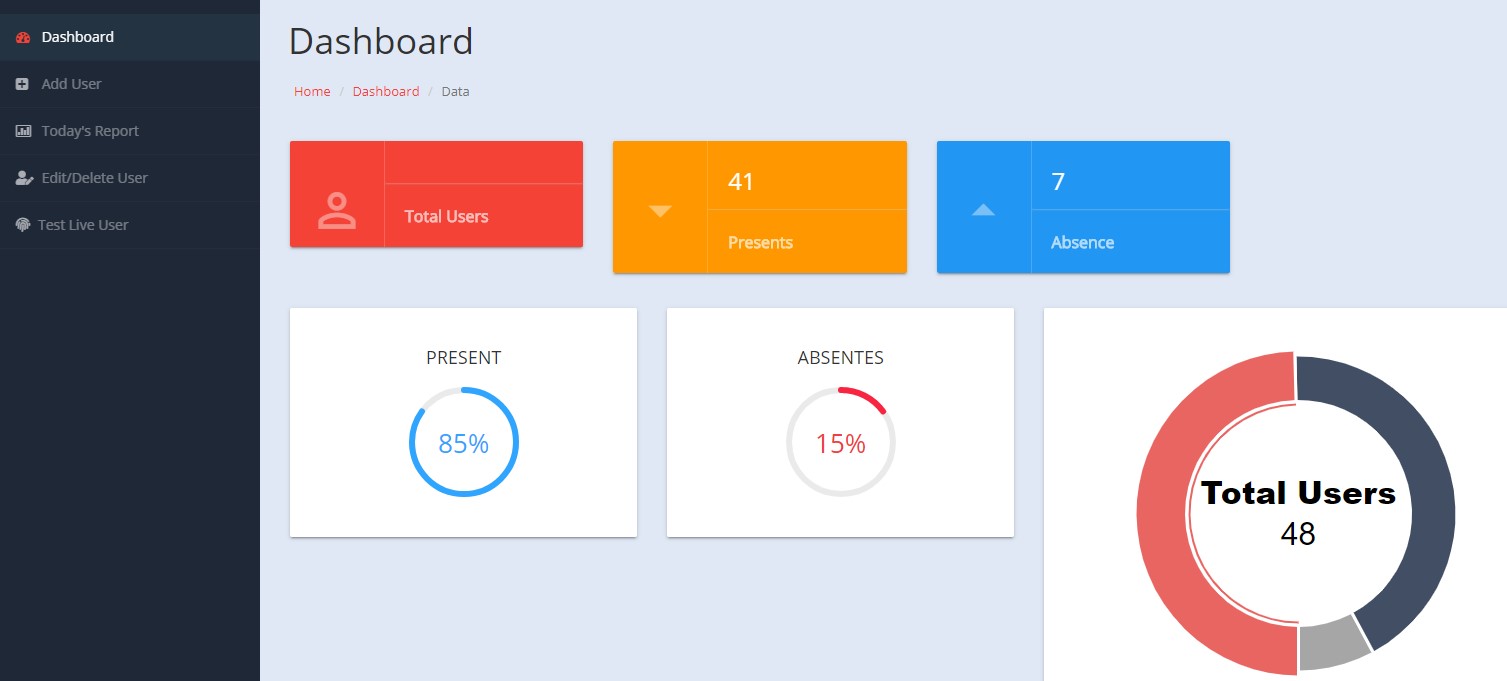 Dashboard
Add User
Today's Report
Edit/Delete User
Test Live User
Dashboard
Home / Dashboard / Data
Total Users
41
Presents
7
Absence
PRESENT
85%
ABSENTES
15%
Total Users
48